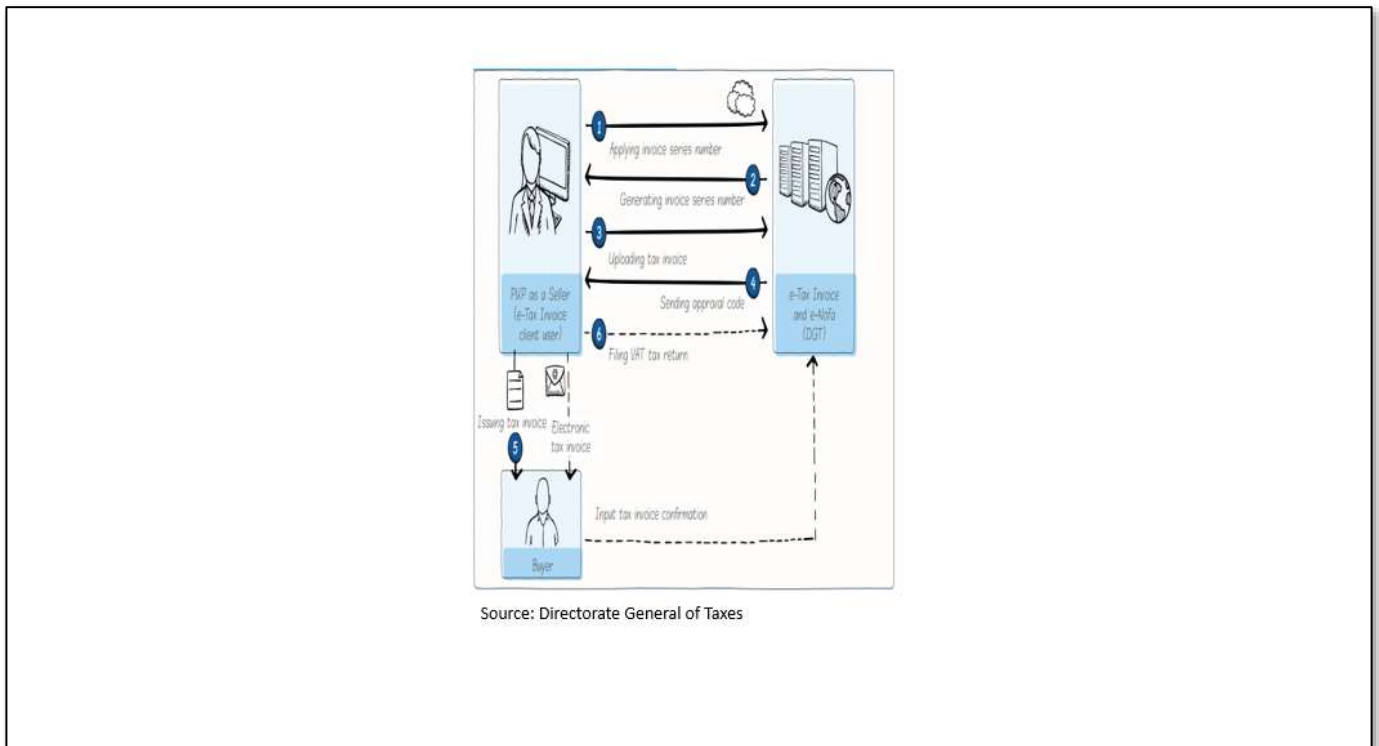 1
Applying invoice series number
2
Generating invoice series number
3
Uploading tax invoice
4
Sending approval code
6
Filing VAT tax return
as a Seller
(e-Tax Invoice
client user)
e-Tax Invoice
and e-Nofa
(DGT)
Issuing tax invoice
5
Electronic
tax invoice
Input tax invoice confirmation
Buyer
Source: Directorate General of Taxes